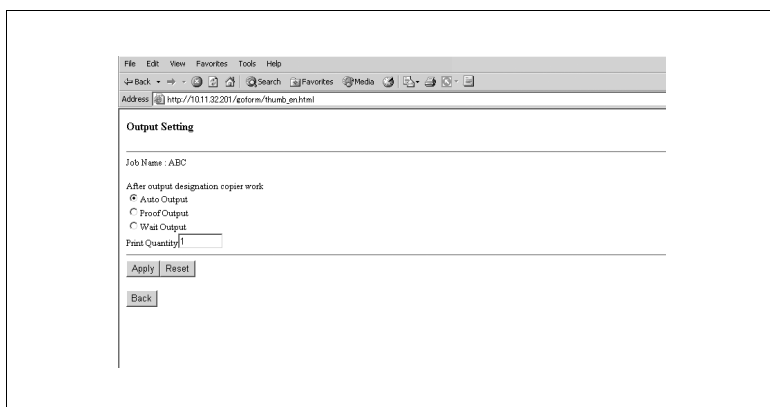 File Edit View Favorites Tools Help
Back Search Favorites Media
Address http://10.11.32.201/goform/thumb_en.html
Output Setting
Job Name : ABC
After output designation copier work
Auto Output
Proof Output
Wait Output
Print Quantity 1
Apply Reset
Back